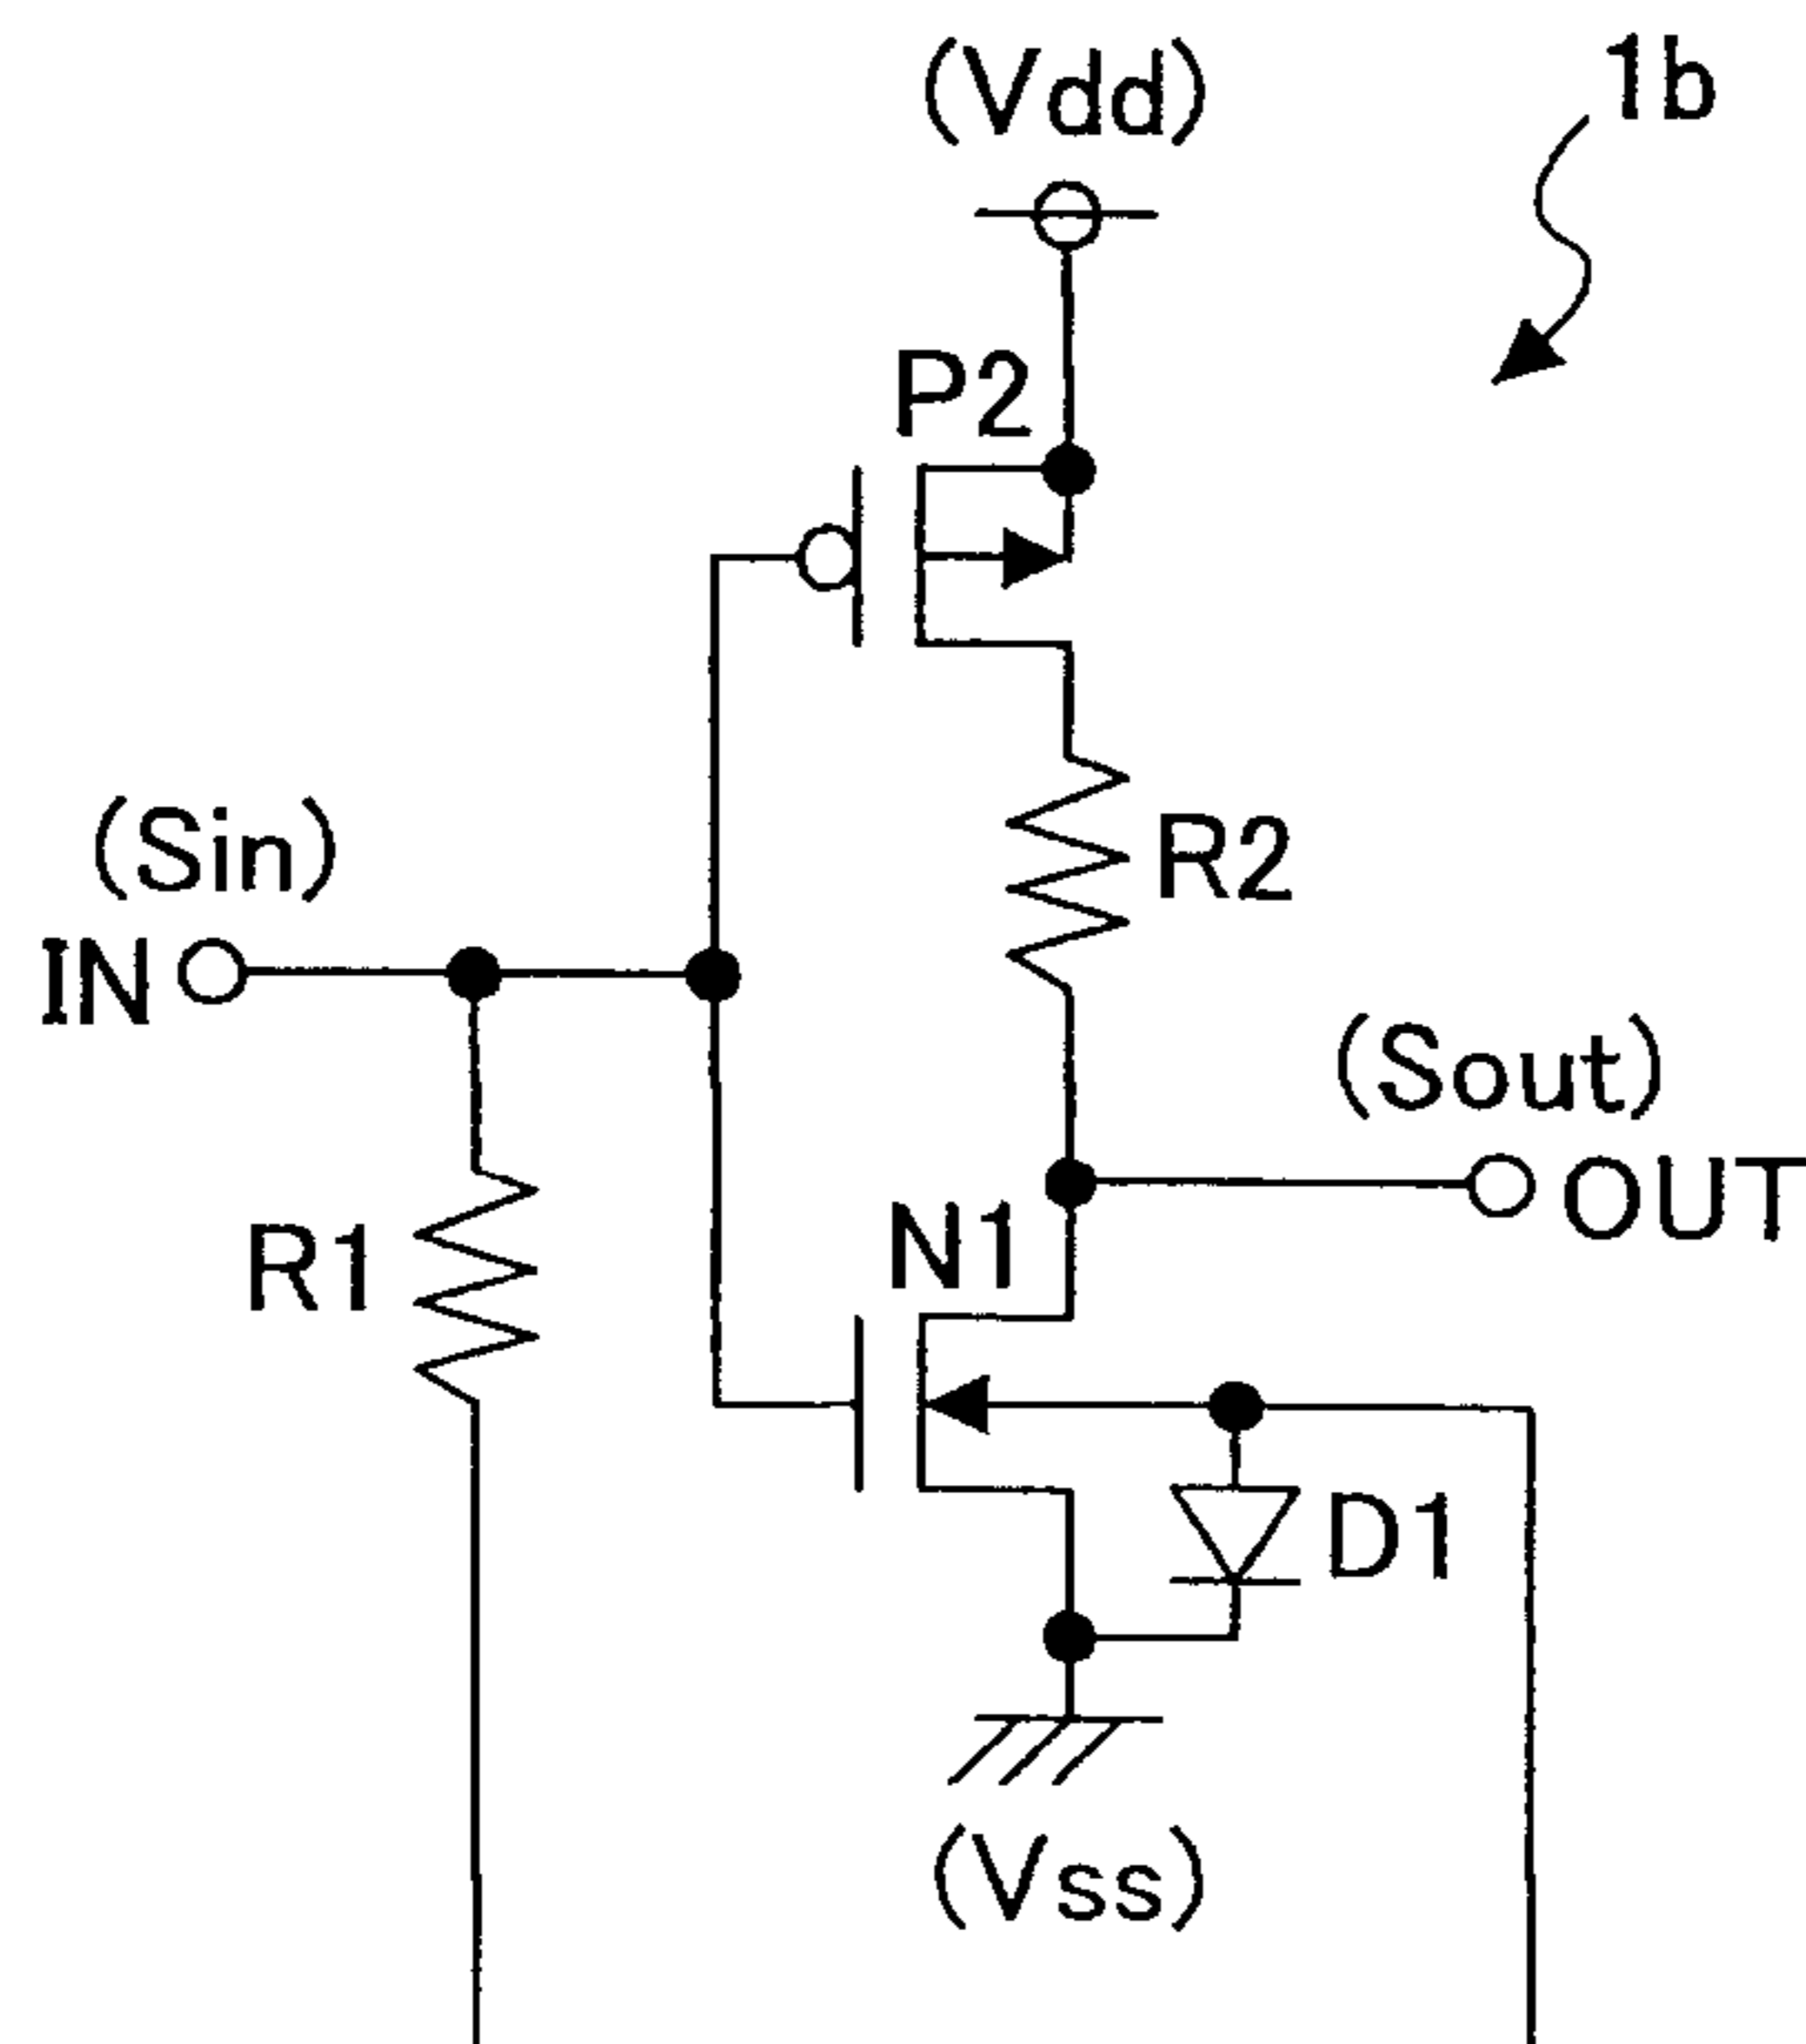 (Vdd)
1b
P2
(Sin)
R2
IN
(Sout)
OUT
R1
N1
D1
(Vss)